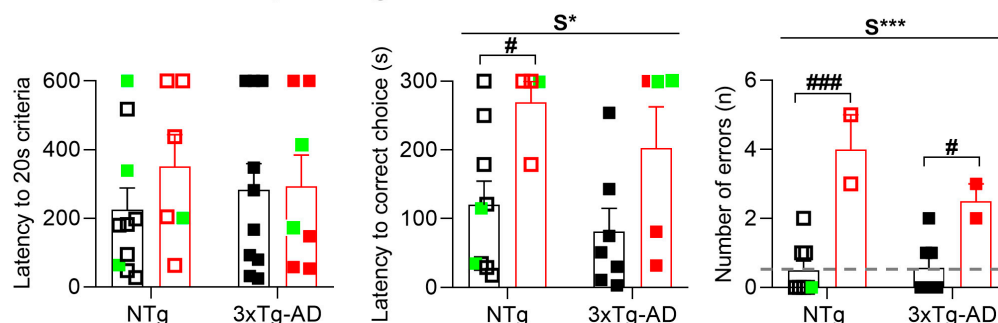 Latency to 20s criteria
600
400
200
0
NTg
3xTg-AD
Latency to correct choice (s)
S*
#
300
200
100
0
NTg
3xTg-AD
Number of errors (n)
S***
###
#
6
4
2
0
NTg
3xTg-AD